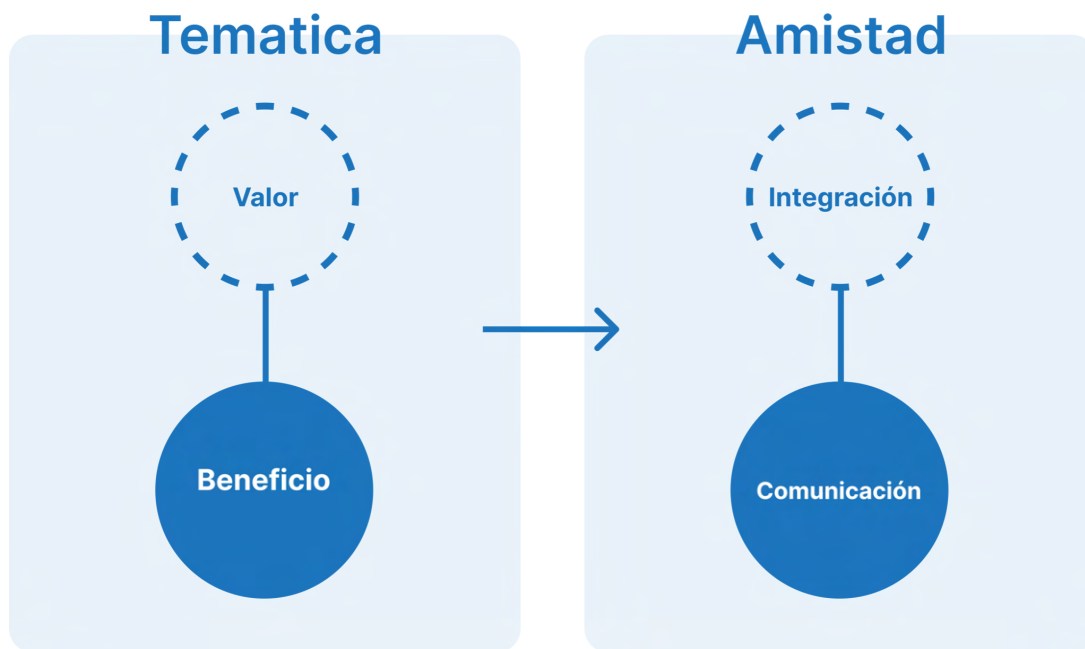 Tematica
Valor
Beneficio
Amistad
Integración
Comunicación